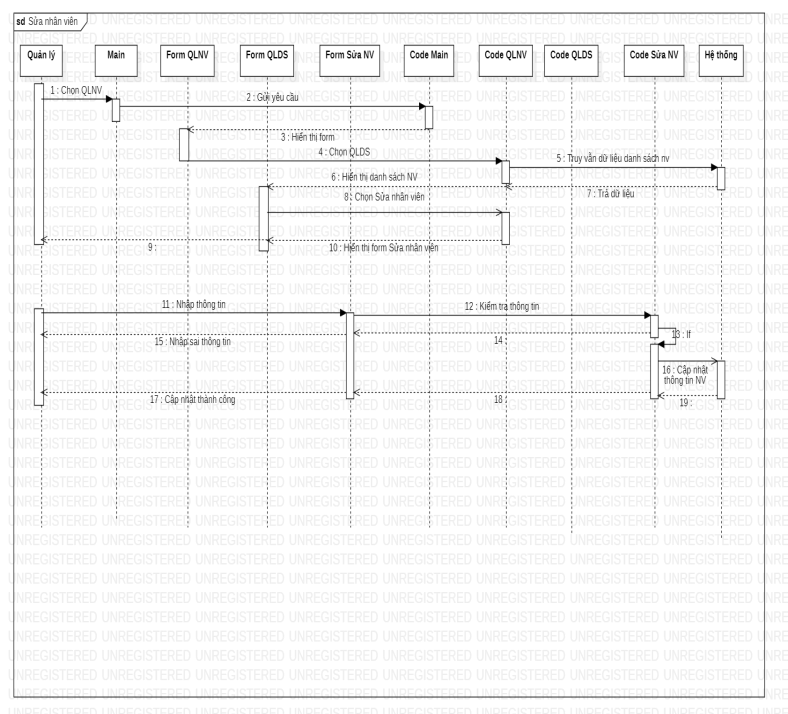 sd Sửa nhân viên
Quản lý
Main
Form QLNV
Form QLDS
Form Sửa NV
Code Main
Code QLNV
Code QLDS
Code Sửa NV
Hệ thống
1 : Chọn QLNV
2 : Gửi yêu cầu
3 : Hiển thị form
4 : Chọn QLDS
5 : Truy vấn dữ liệu danh sách nv
6 : Hiển thị danh sách NV
7 : Trả dữ liệu
8 : Chọn Sửa nhân viên
9 :
10 : Hiển thị form Sửa nhân viên
11 : Nhập thông tin
12 : Kiểm tra thông tin
13 : If
14 :
15 : Nhập sai thông tin
16 : Cập nhật
thông tin NV
17 : Cập nhật thành công
18 :
19 :